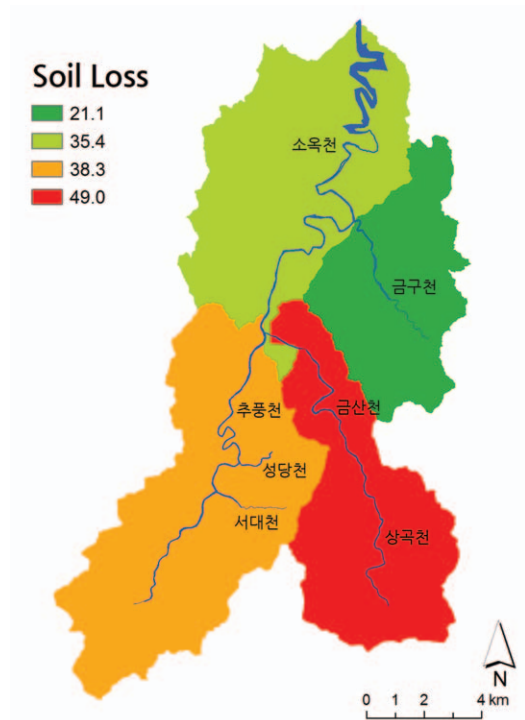 Soil Loss
21.1
35.4
38.3
49.0
소옥천
금구천
추풍천
금산천
성당천
서대천
상곡천
N
0 1 2 4 km